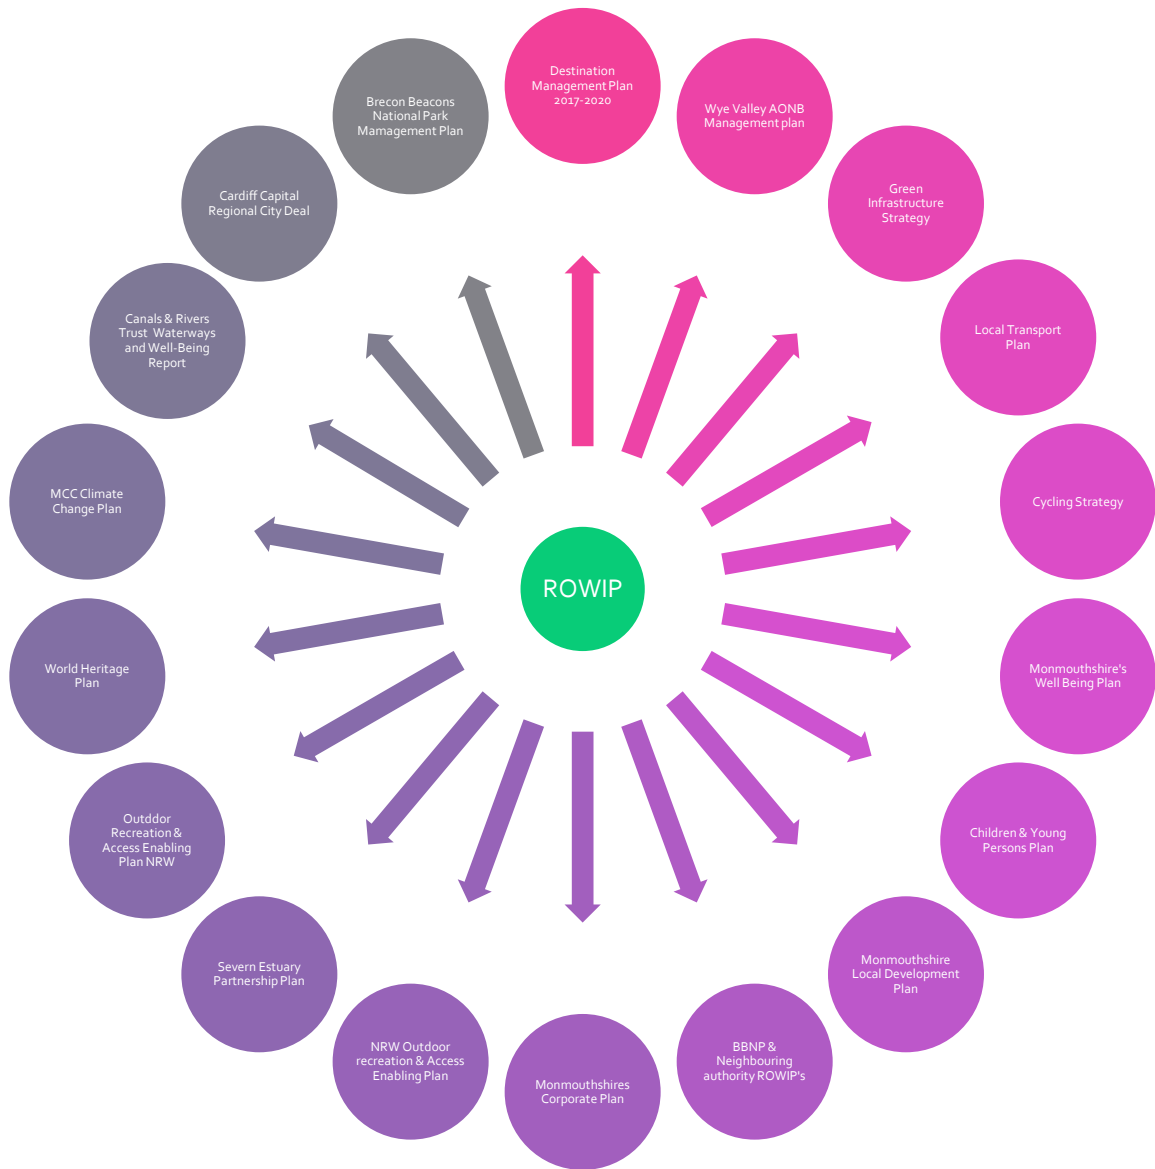 Destination
Management Plan
2017-2020
Wye Valley AONB
Management plan
Green
Infrastructure
Strategy
Local Transport
Plan
Cycling Strategy
Monmouthshire's
Well Being Plan
Children & Young
Persons Plan
Monmouthshire
Local Development
Plan
BBNP &
Neighbouring
authority ROWIP's
Monmouthshires
Corporate Plan
NRW Outdoor
recreation & Access
Enabling Plan
Severn Estuary
Partnership Plan
Outddor
Recreation &
Access Enabling
Plan NRW
World Heritage
Plan
MCC Climate
Change Plan
Canals & Rivers
Trust Waterways
and Well-Being
Report
Cardiff Capital
Regional City Deal
Brecon Beacons
National Park
Mamagement Plan
ROWIP